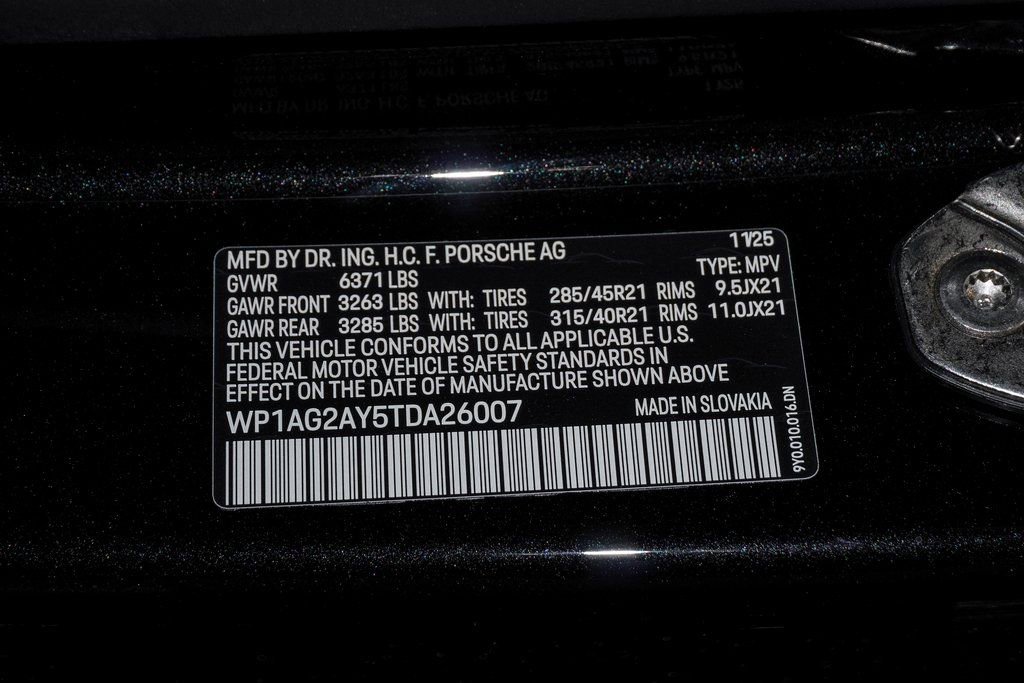 MFD BY DR. ING. H.C. F. PORSCHE AG 11/25
GVWR 6371 LBS TYPE: MPV
GAWR FRONT 3263 LBS WITH: TIRES 285/45R21 RIMS 9.5JX21
GAWR REAR 3285 LBS WITH: TIRES 315/40R21 RIMS 11.0JX21
THIS VEHICLE CONFORMS TO ALL APPLICABLE U.S.
FEDERAL MOTOR VEHICLE SAFETY STANDARDS IN
EFFECT ON THE DATE OF MANUFACTURE SHOWN ABOVE
WP1AG2AY5TDA26007 MADE IN SLOVAKIA
9Y0.010.016.DN